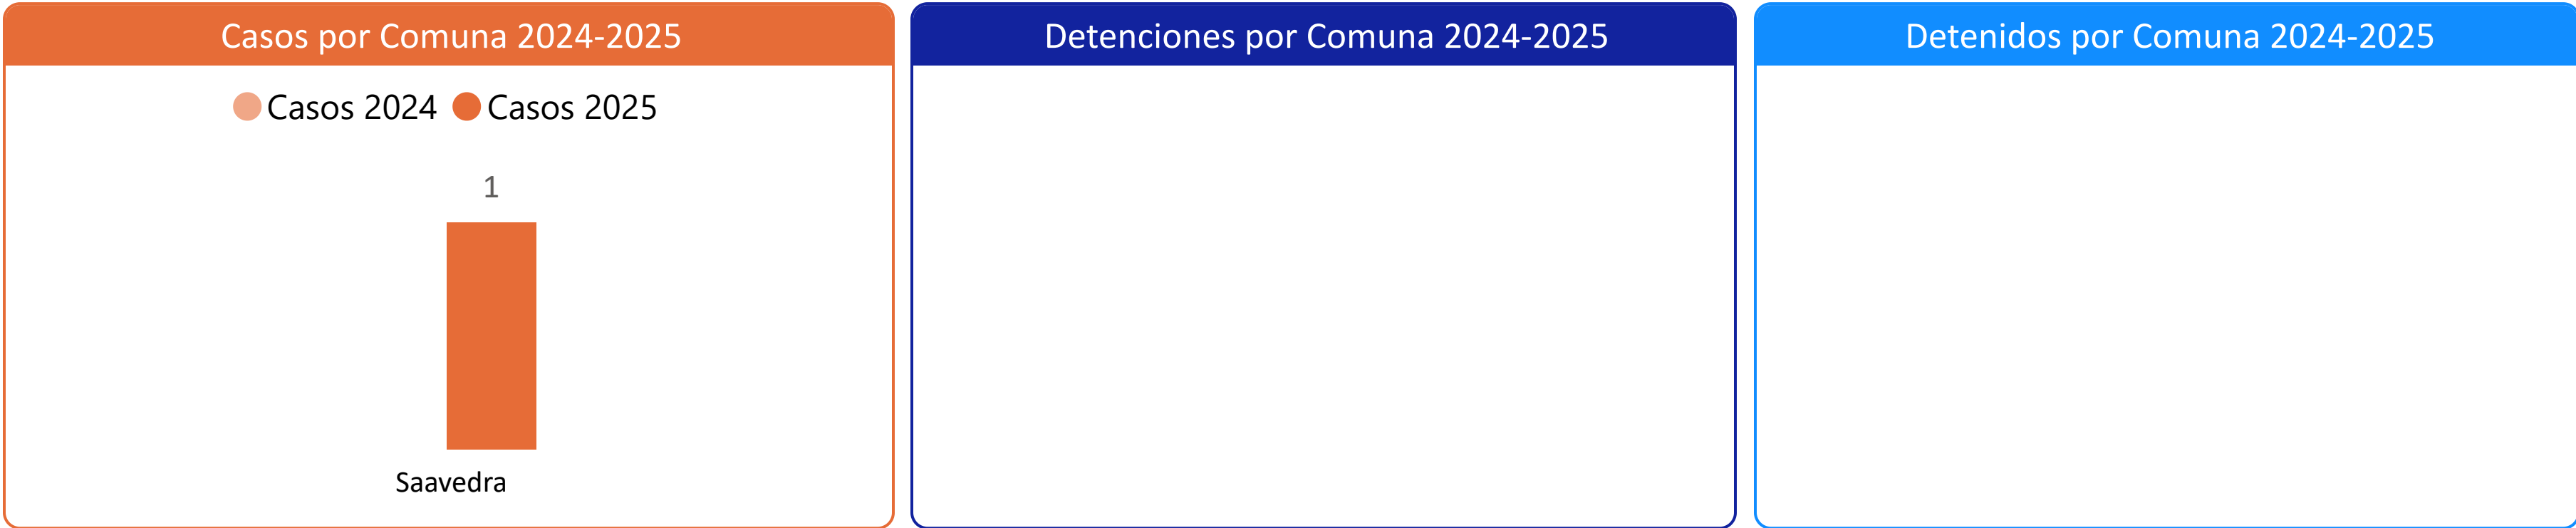 Casos por Comuna 2024-2025
Casos 2024 Casos 2025
1
Saavedra
Detenciones por Comuna 2024-2025
Detenidos por Comuna 2024-2025